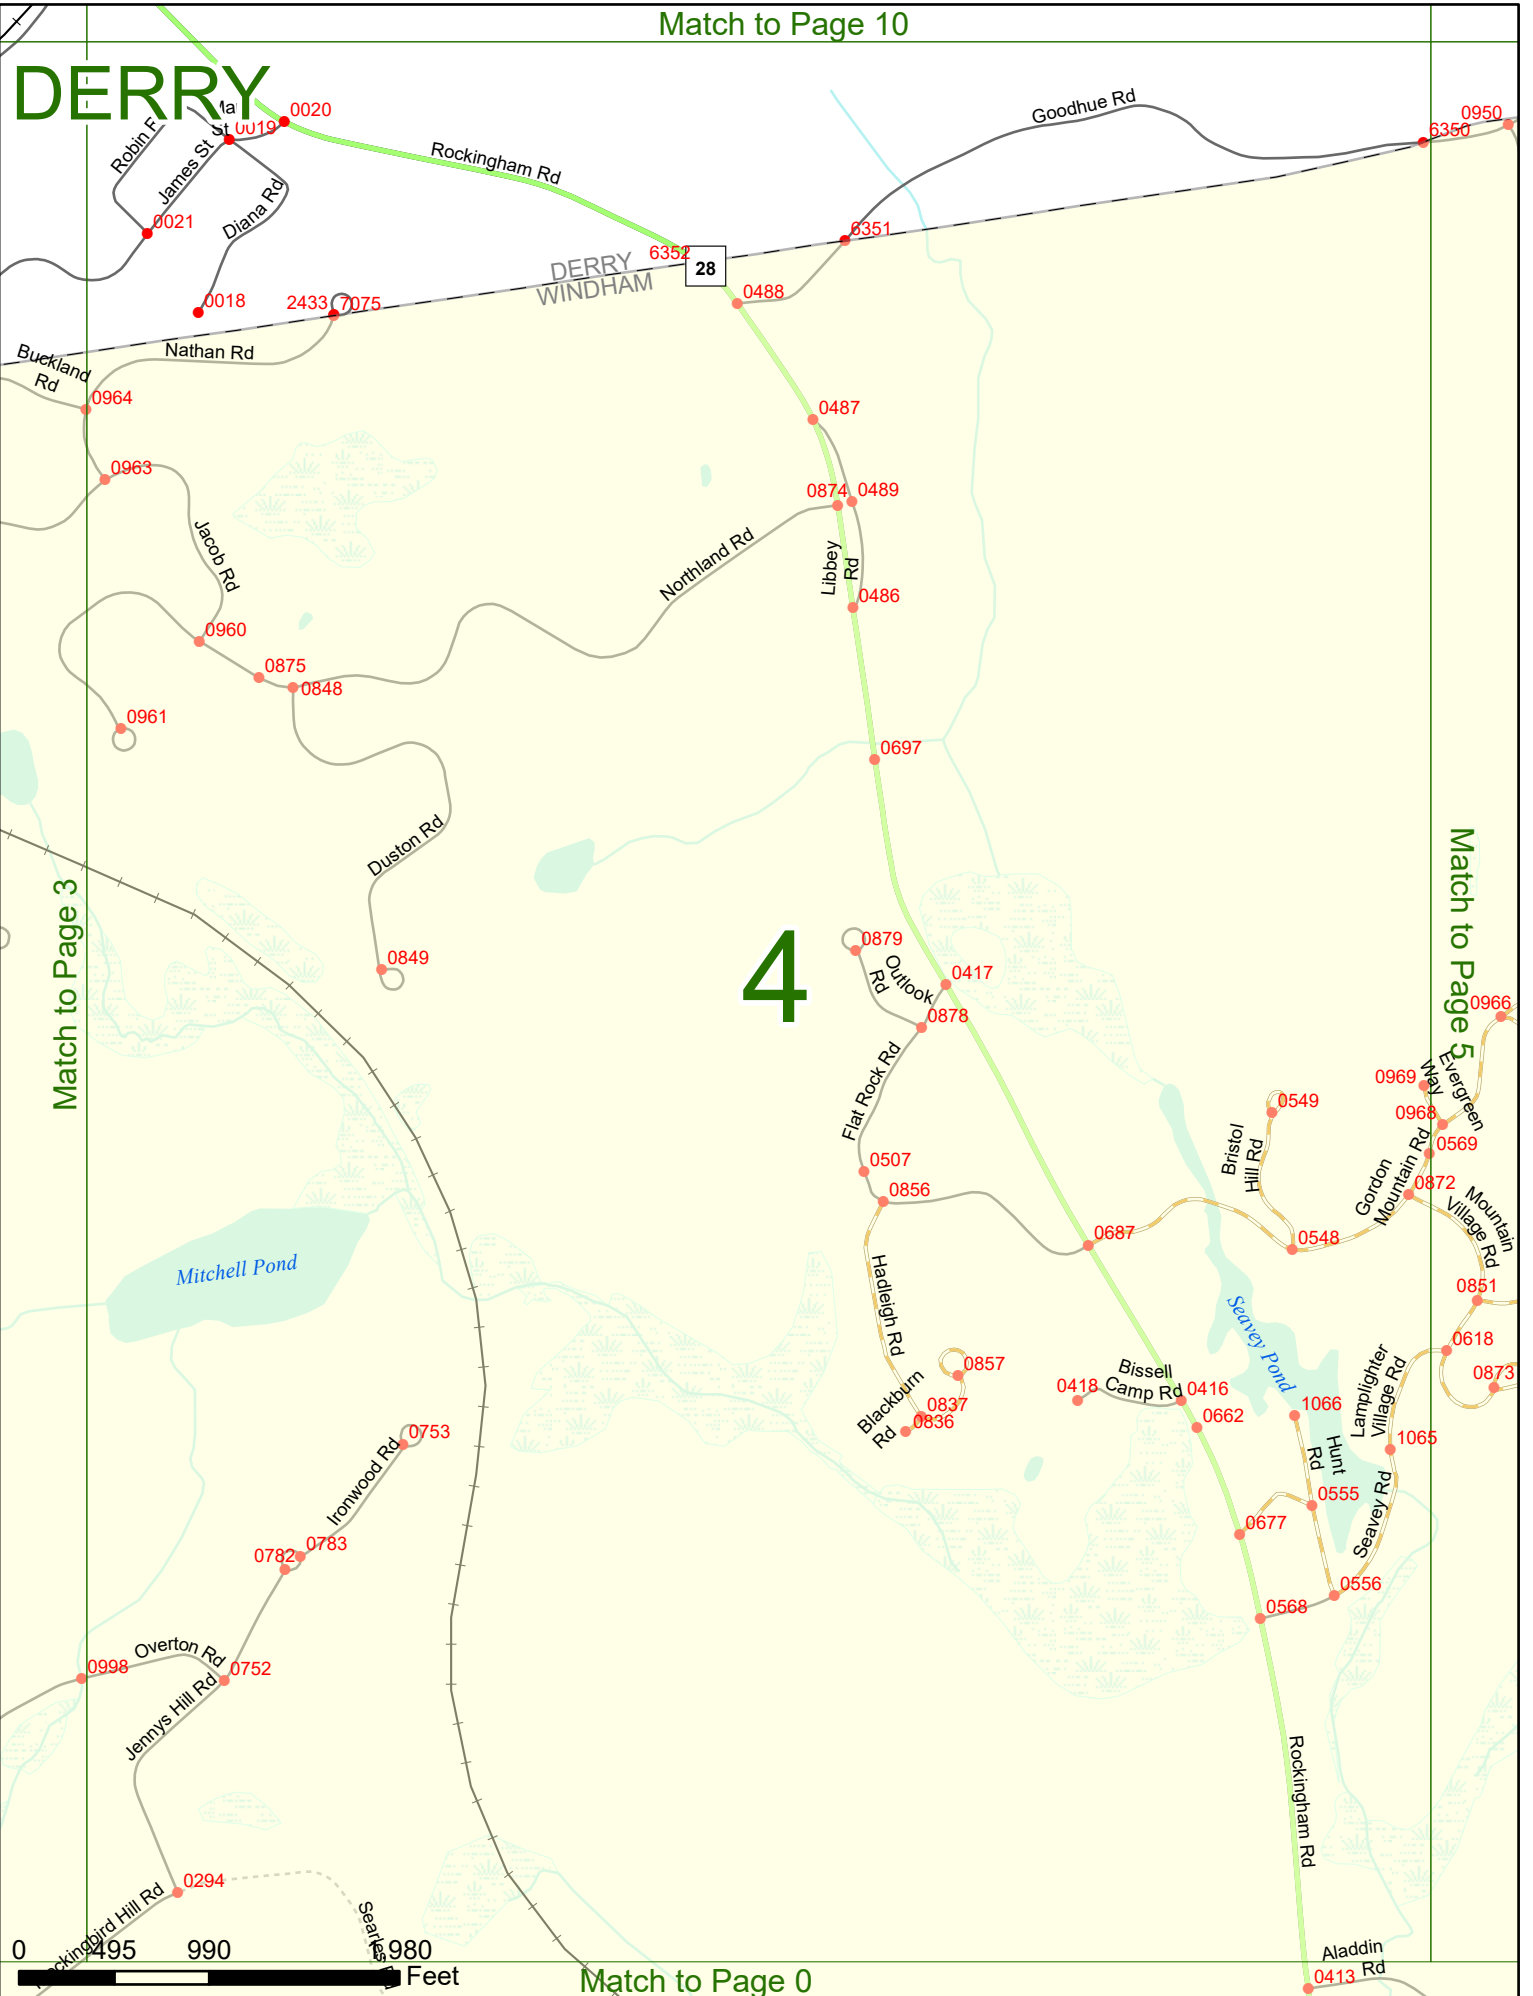 Match to Page 10
DERRY
Goodhue Rd
0950
6350
0020
Ma
St
0019
Robin
James St
Rockingham Rd
Diana Rd
0021
6351
6352
28
DERRY
WINDHAM
0018
2433
7075
0488
Nathan Rd
Buckland
Rd
0964
0487
0963
0874
0489
Jacob Rd
Northland Rd
Libbey
Rd
0486
0960
0875
0848
0961
0697
Duston Rd
Match to Page 3
Match to Page 5
4
0849
0879
Outlook
Rd
0417
0878
0966
Flat Rock Rd
0969
Evergreen
Way
0968
0549
Bristol
Hill Rd
0569
Gordon
Mountain Rd
0507
0856
0872
Mountain
Village Rd
0687
0548
Mitchell Pond
Hadleigh Rd
Seavey Pond
0851
0618
0857
Bissell
Camp Rd
0418
0416
0873
Lamplighter
Village Rd
Blackburn
Rd
0837
0836
0662
1066
Hunt
Rd
1065
0753
Ironwood Rd
0555
0677
Seavey Rd
0782
0783
0556
0568
Overton Rd
0998
0752
Jennys Hill Rd
Rockingham Rd
0294
ckingbird Hill Rd
Searles
0
495
990
980
Feet
Match to Page 0
Aladdin
Rd
0413